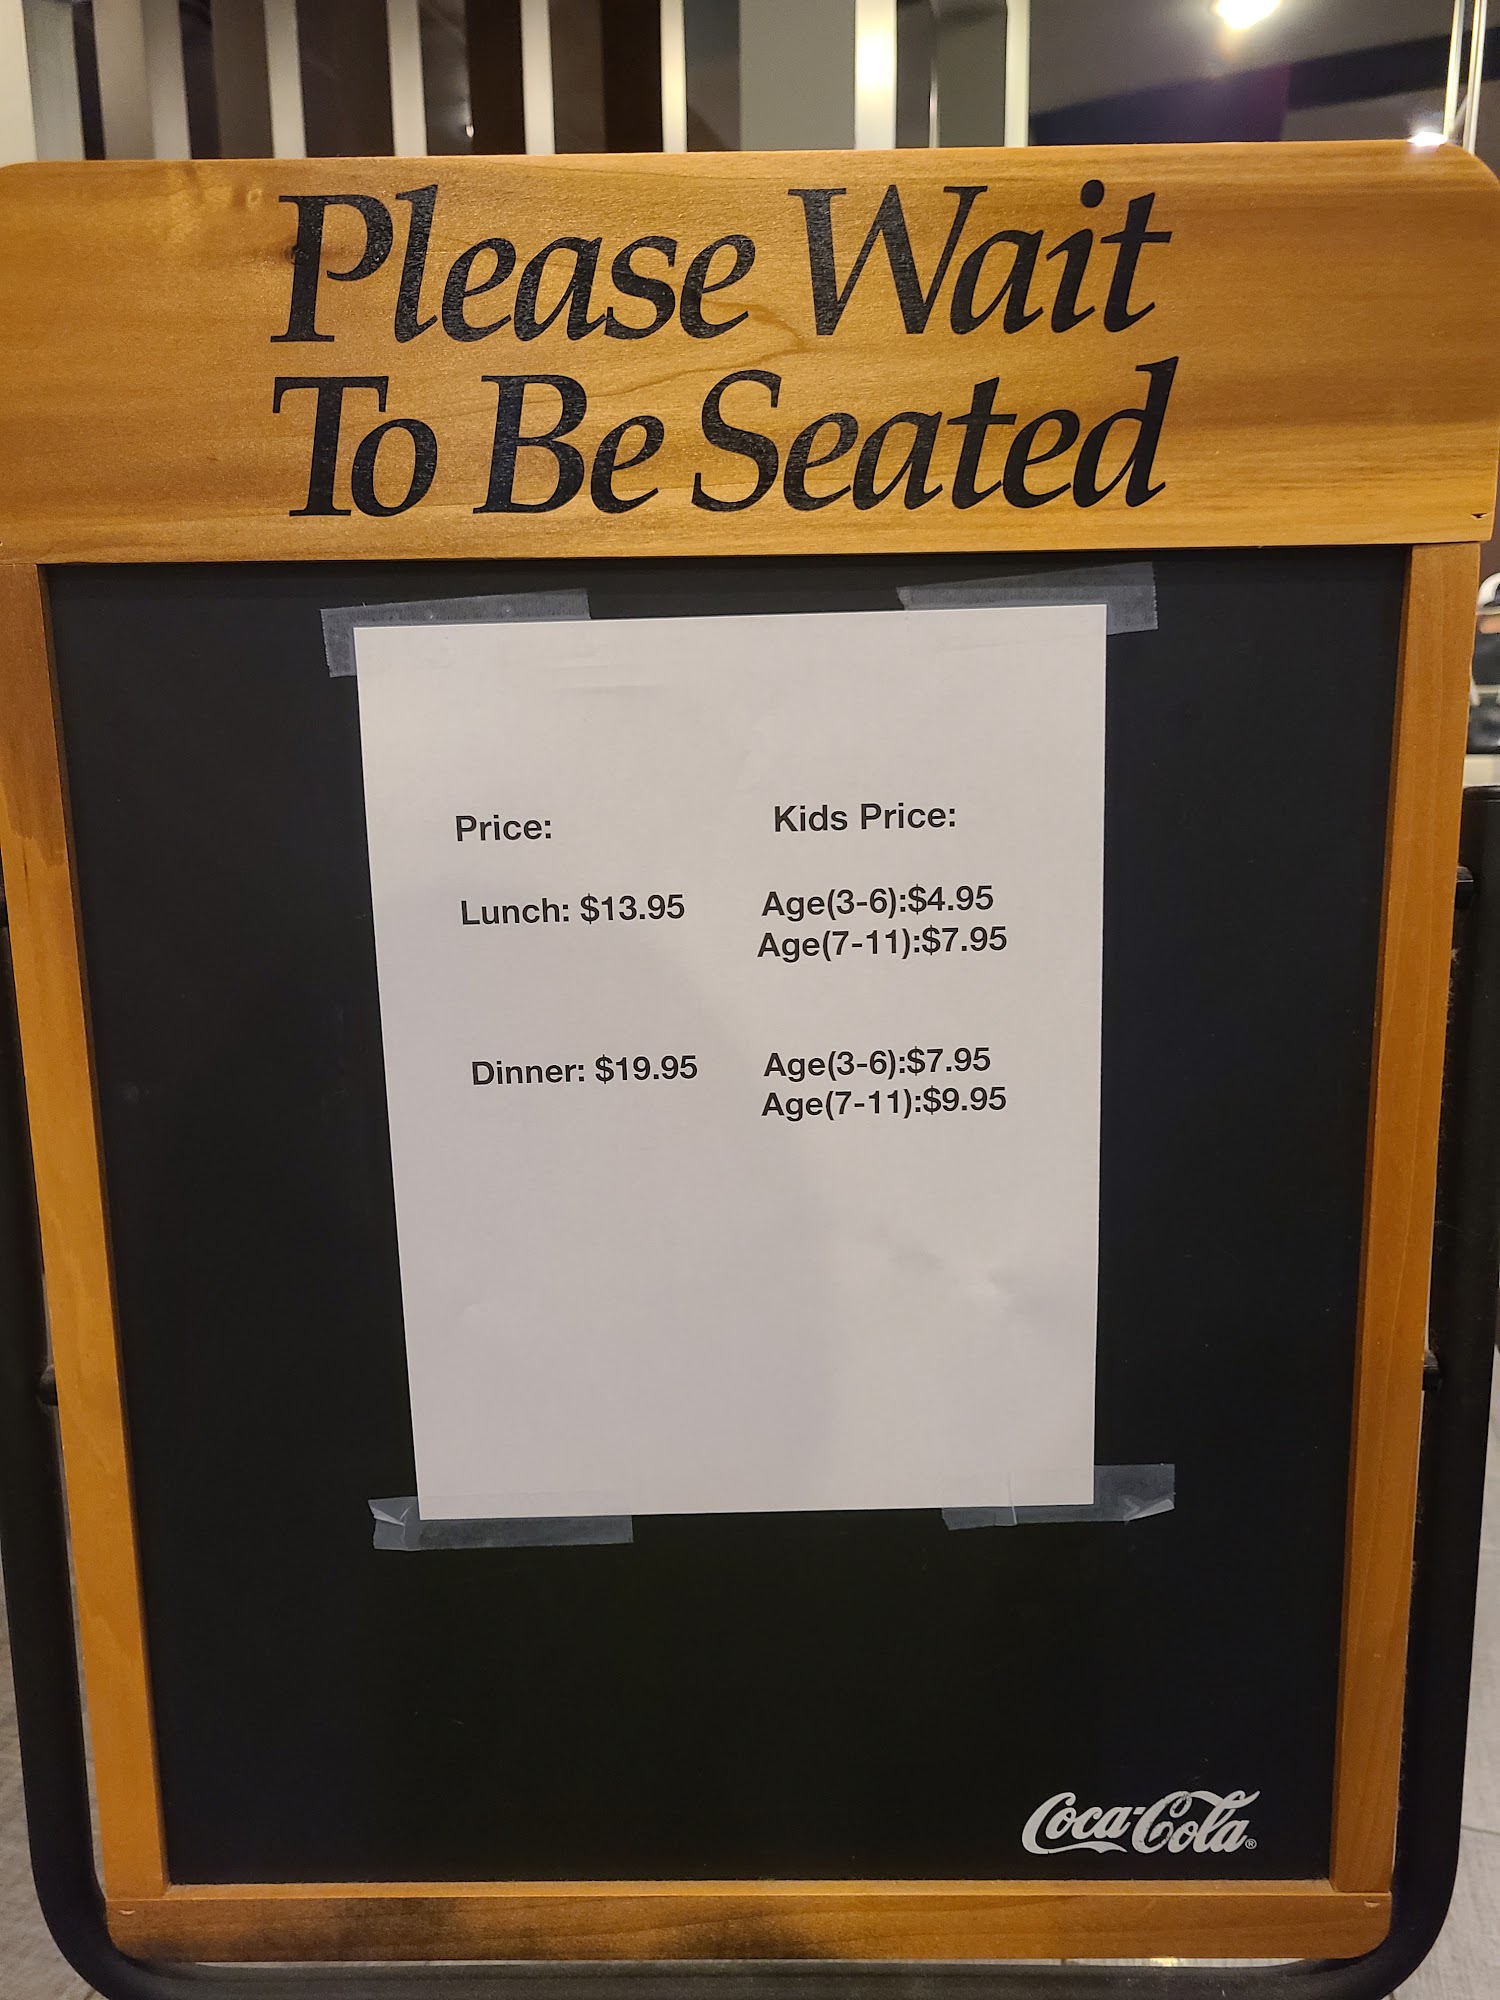 Please Wait
To Be Seated
Price:
Kids Price:
Lunch: $13.95
Age(3-6):$4.95
Age(7-11):$7.95
Dinner: $19.95
Age(3-6):$7.95
Age(7-11):$9.95
Coca-Cola®